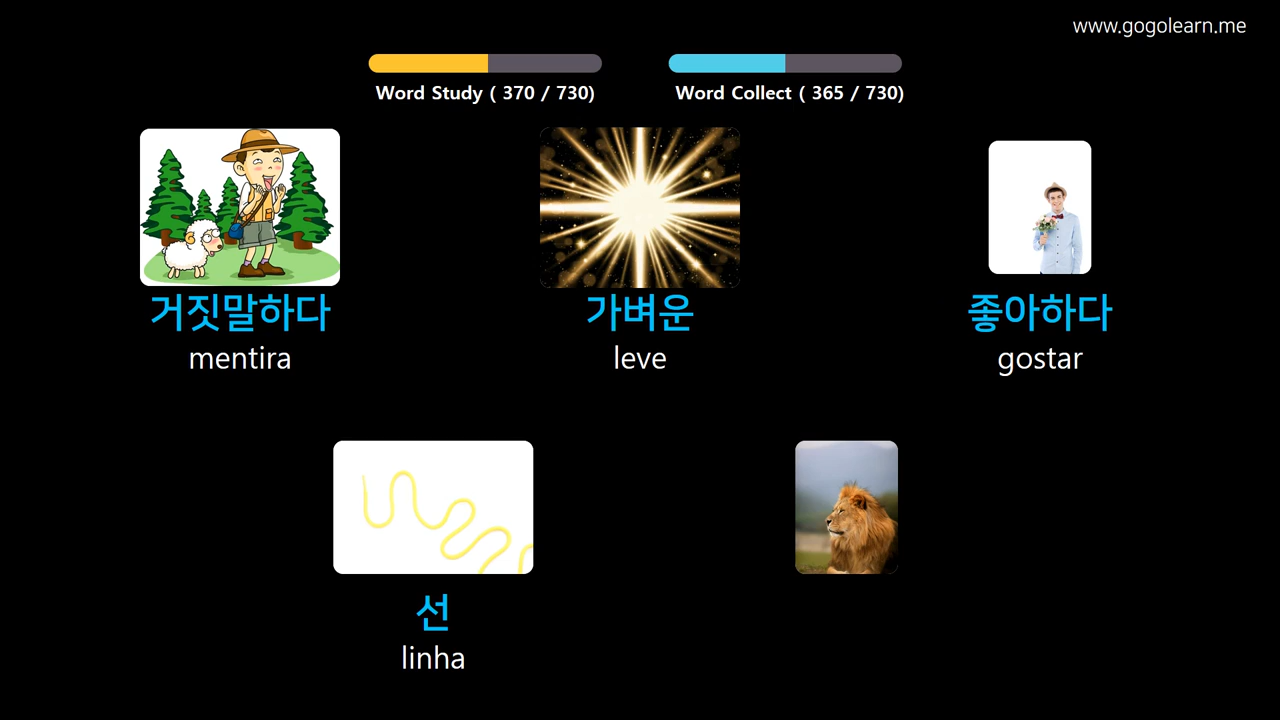 www.gogolearn.me
Word Study ( 370 / 730)
Word Collect ( 365 / 730)
거짓말하다
mentira
가벼운
leve
좋아하다
gostar
선
linha